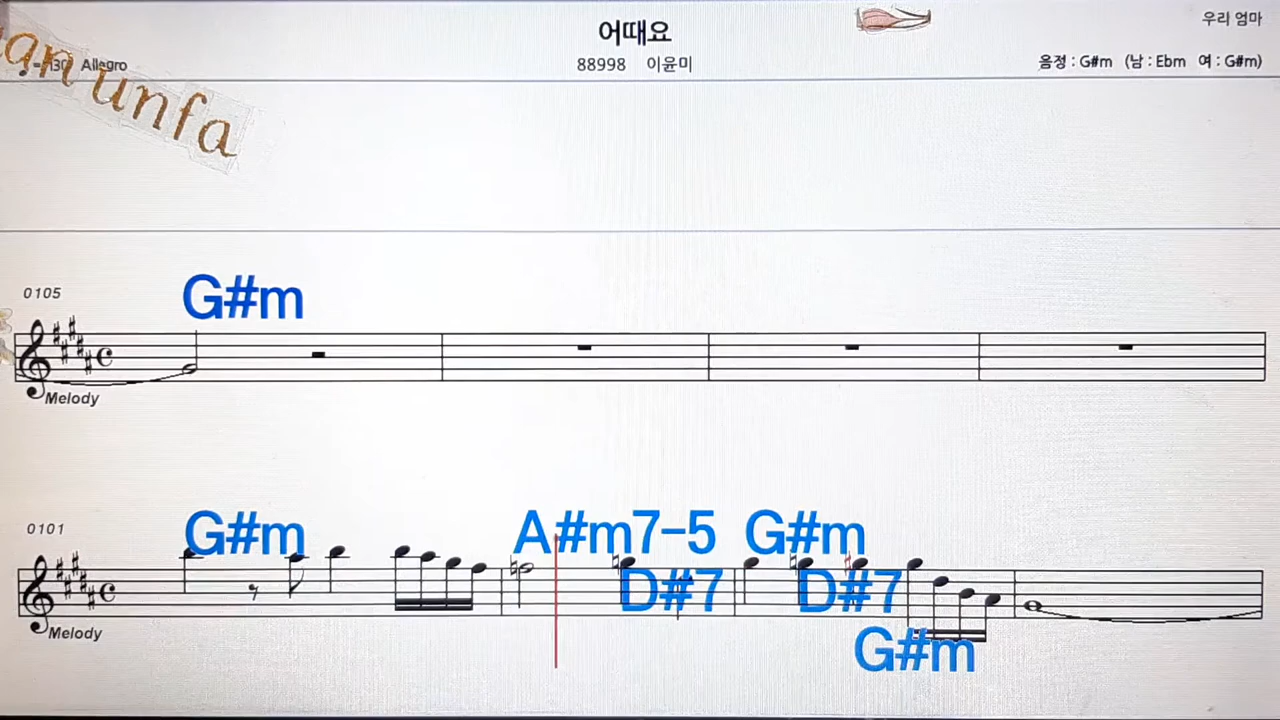 어때요
우리 엄마
unfa
Allegro
88998 이윤미
음정 : G#m (남 : Ebm 여 : G#m)
0105
G#m
Melody
0101
G#m A#m7-5 G#m
D#7 D#7
Melody
G#m